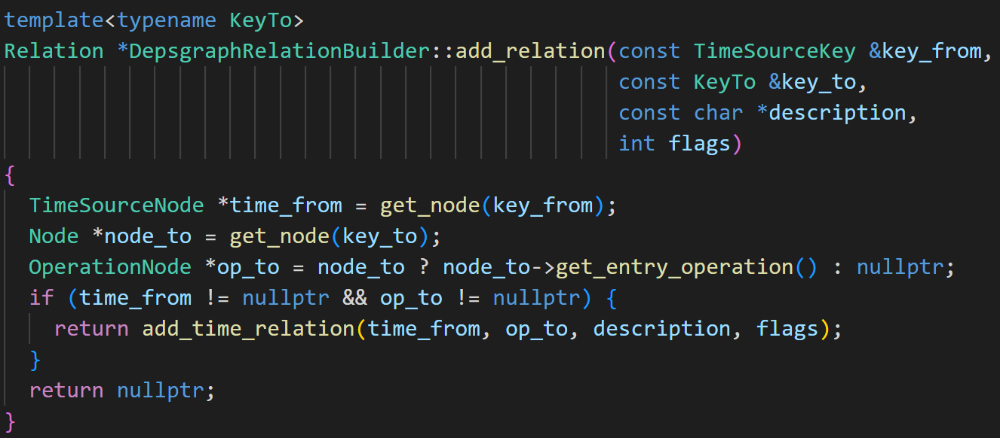 template<typename KeyTo>
Relation *DepsgraphRelationBuilder::add_relation(const TimeSourceKey &key_from,
                                                 const KeyTo &key_to,
                                                 const char *description,
                                                 int flags)
{
  TimeSourceNode *time_from = get_node(key_from);
  Node *node_to = get_node(key_to);
  OperationNode *op_to = node_to ? node_to->get_entry_operation() : nullptr;
  if (time_from != nullptr && op_to != nullptr) {
    return add_time_relation(time_from, op_to, description, flags);
  }
  return nullptr;
}